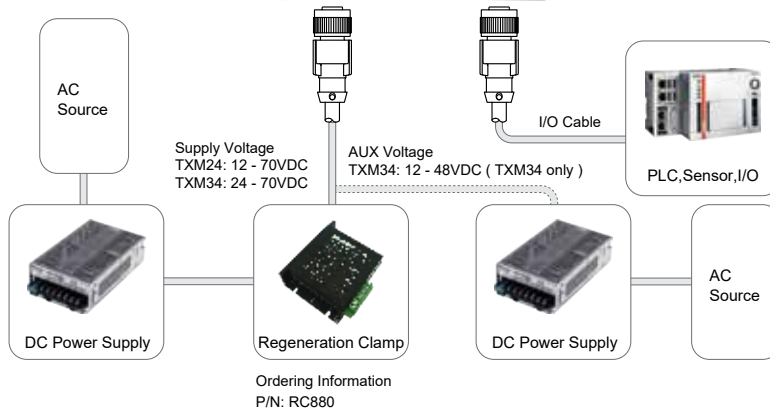 AC
Source
I/O Cable
Supply Voltage
TXM24: 12 - 70VDC
TXM34: 24 - 70VDC
AUX Voltage
TXM34: 12 - 48VDC ( TXM34 only )
PLC,Sensor,I/O
AC
Source
DC Power Supply
Regeneration Clamp
DC Power Supply
Ordering Information
P/N: RC880